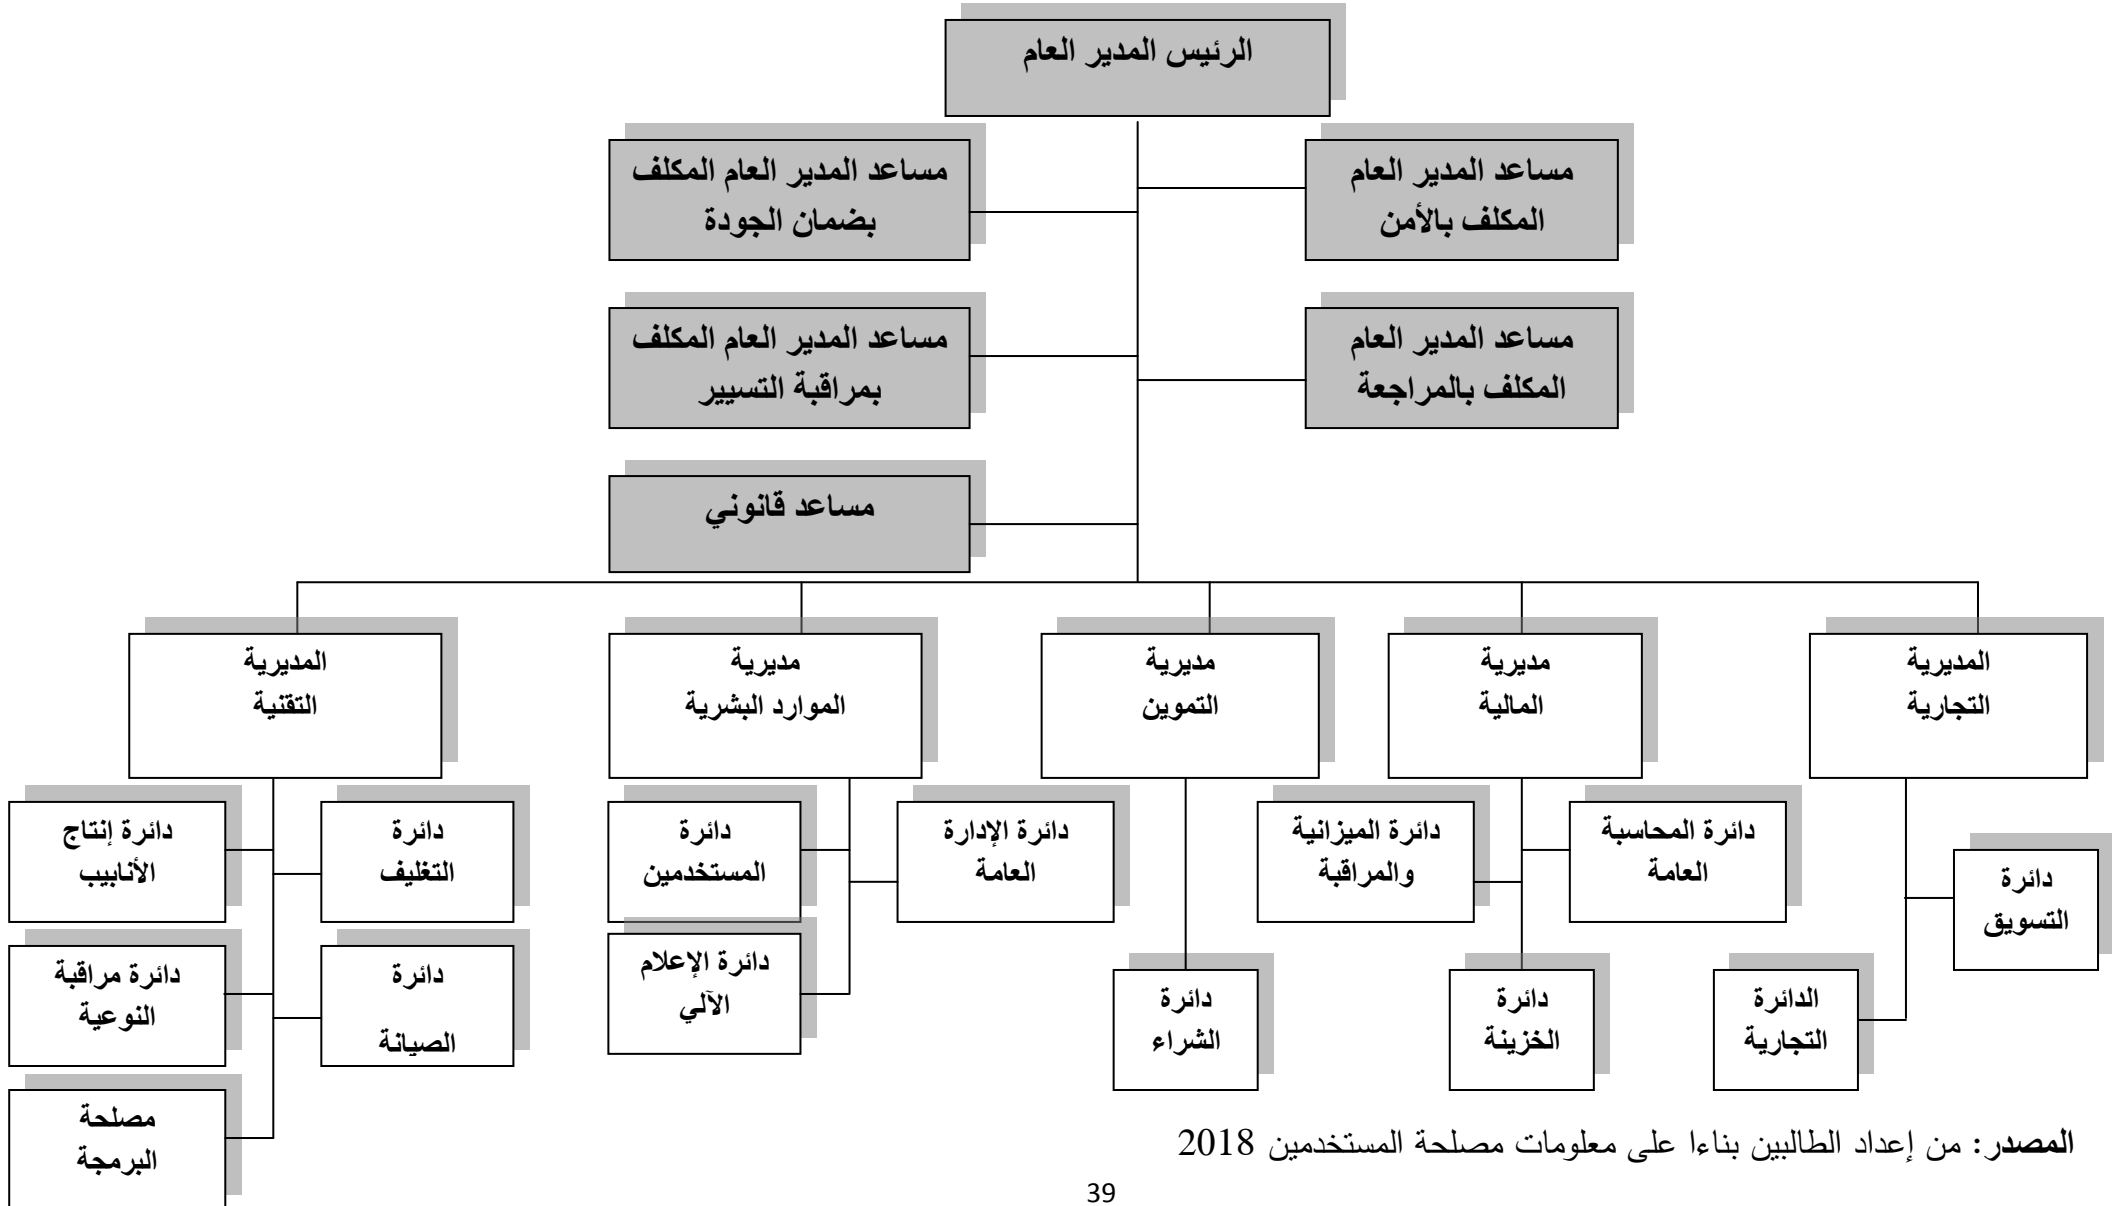 الرئيس المدير العام
مساعد المدير العام
المكلف بالأمن
مساعد المدير العام المكلف
بضمان الجودة
مساعد المدير العام
المكلف بالمراجعة
مساعد المدير العام المكلف
بمراقبة التسيير
مساعد قانوني
المديرية
التجارية
مديرية
المالية
مديرية
التموين
مديرية
الموارد البشرية
المديرية
التقنية
دائرة
التسويق
الدائرة
التجارية
دائرة المحاسبة
العامة
دائرة الميزانية
والمراقبة
دائرة
الخزينة
دائرة
الشراء
دائرة الإدارة
العامة
دائرة
المستخدمين
دائرة الإعلام
الآلي
دائرة
التغليف
دائرة إنتاج
الأنابيب
دائرة
الصيانة
دائرة مراقبة
النوعية
مصلحة
البرمجة
المصدر: من إعداد الطالبين بناءا على معلومات مصلحة المستخدمين 2018
39